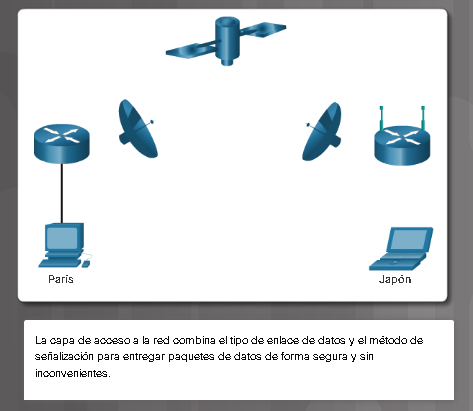 París
Japón
La capa de acceso a la red combina el tipo de enlace de datos y el método de
señalización para entregar paquetes de datos de forma segura y sin
inconvenientes.